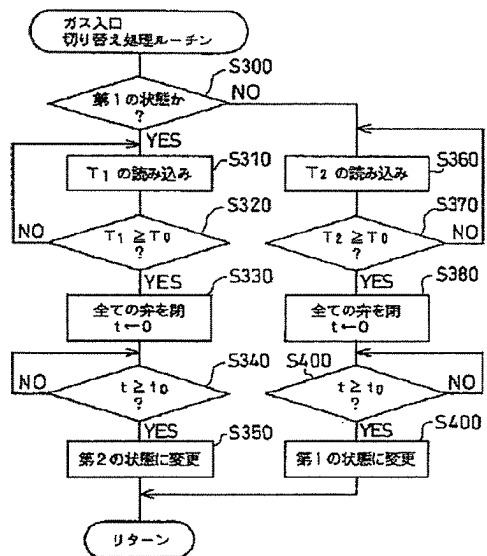 ガス入口
切り替え処理ルーチン
S300
第1の状態か
?
NO
YES
S310
T1 の読み込み
S320
T1 ≧ T0
?
NO
YES
S330
全ての弁を閉
t←0
S340
t ≧ t0
?
NO
YES
S350
第2の状態に変更
S360
T2 の読み込み
S370
T2 ≧ T0
?
NO
YES
S380
全ての弁を閉
t←0
S400
t ≧ t0
?
NO
YES
S400
第1の状態に変更
リターン